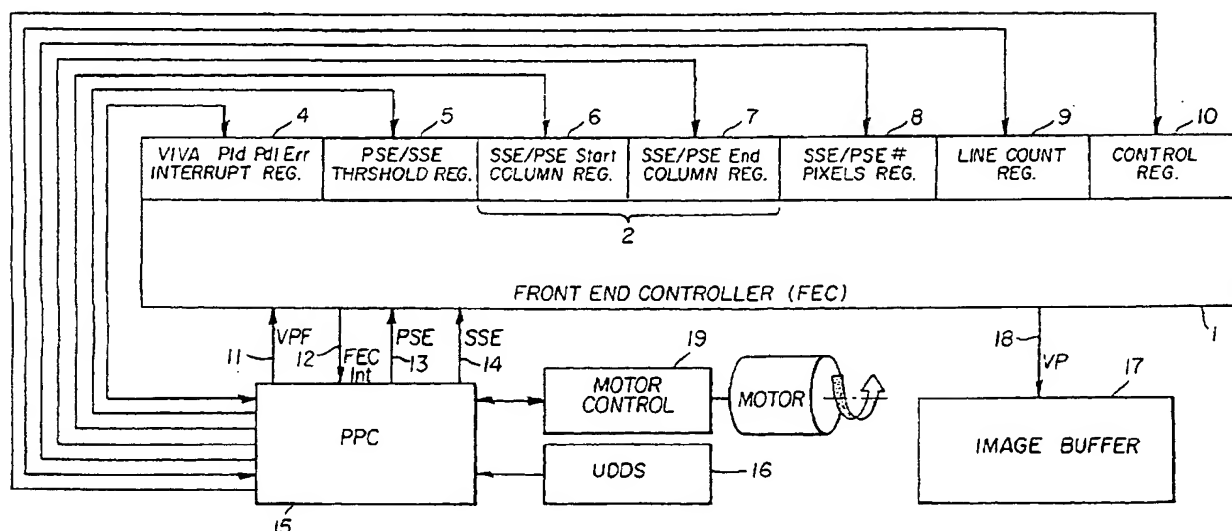 4
5
6
7
8
9
10
VIVA Pld Pdl Err
INTERRUPT REG.
PSE/SSE
THRSHOLD REG.
SSE/PSE Start
COLUMN REG.
SSE/PSE End
COLUMN REG.
SSE/PSE #
PIXELS REG.
LINE COUNT
REG.
CONTROL
REG.
2
FRONT END CONTROLLER (FEC)
1
11
VPF
12
FEC
Int
PSE
13
SSE
14
18
VP
19
MOTOR
CONTROL
MOTOR
17
PPC
15
UDDS
16
IMAGE BUFFER